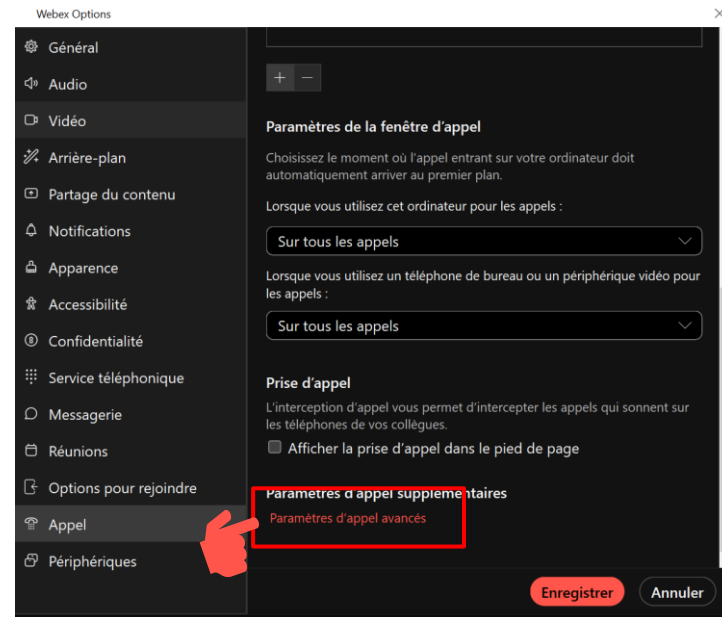 Webex Options
Général
Audio
Vidéo
Arrière-plan
Partage du contenu
Notifications
Apparence
Accessibilité
Confidentialité
Service téléphonique
Messagerie
Réunions
Options pour rejoindre
Appel
Périphériques
Paramètres de la fenêtre d'appel
Choisissez le moment où l'appel entrant sur votre ordinateur doit
automatiquement arriver au premier plan.
Lorsque vous utilisez cet ordinateur pour les appels :
Sur tous les appels
Lorsque vous utilisez un téléphone de bureau ou un périphérique vidéo pour
les appels :
Sur tous les appels
Prise d'appel
L'interception d'appel vous permet d'intercepter les appels qui sonnent sur
les téléphones de vos collègues.
Afficher la prise d'appel dans le pied de page
Paramètres d'appel supplémentaires
Paramètres d'appel avancés
Enregistrer
Annuler